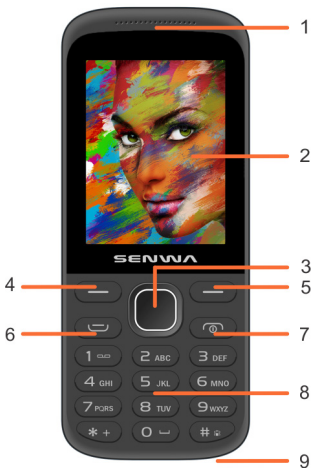 1
2
SENWA
3
4
5
6
7
1
2 ABC
3 DEF
4 GHI
5 JKL
6 MNO
8
7 PQRS
8 TUV
9 WXYZ
* +
0
#
9